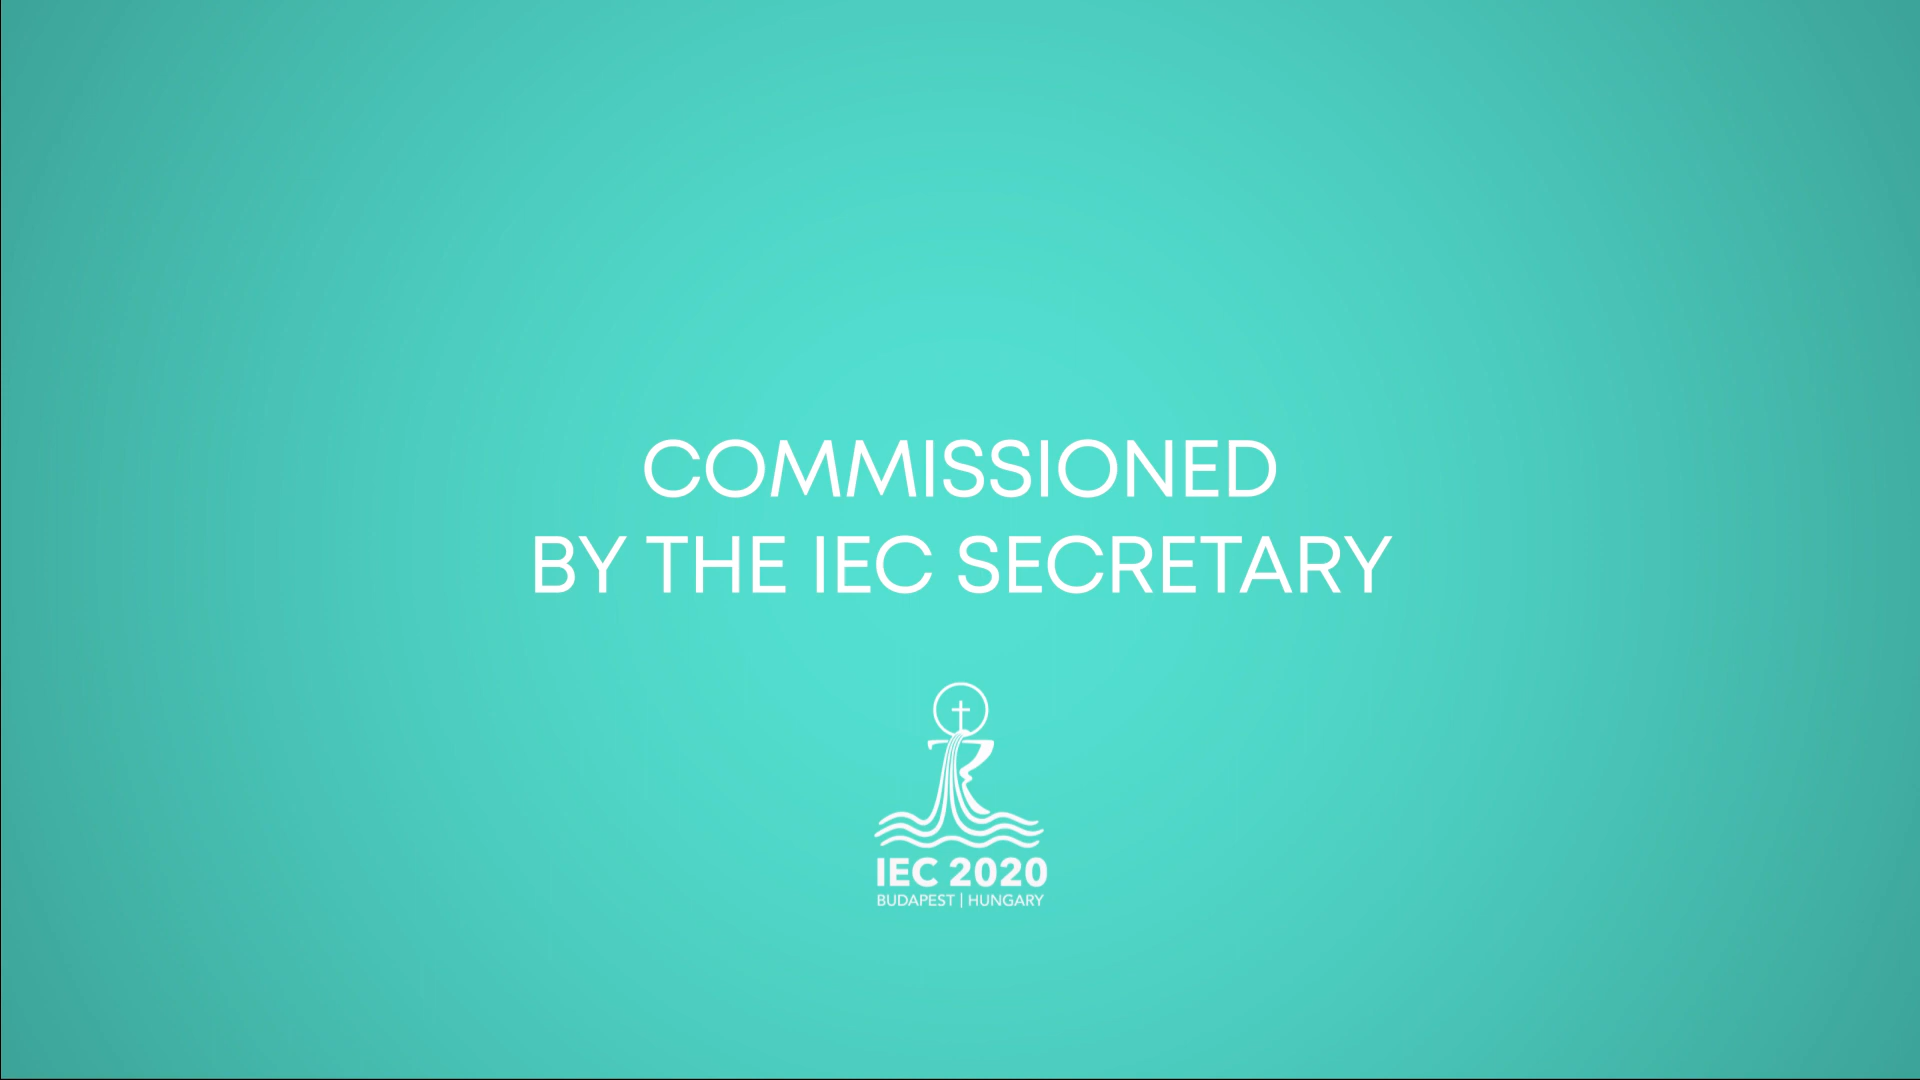 COMMISSIONED
BY THE IEC SECRETARY
IEC 2020
BUDAPEST | HUNGARY